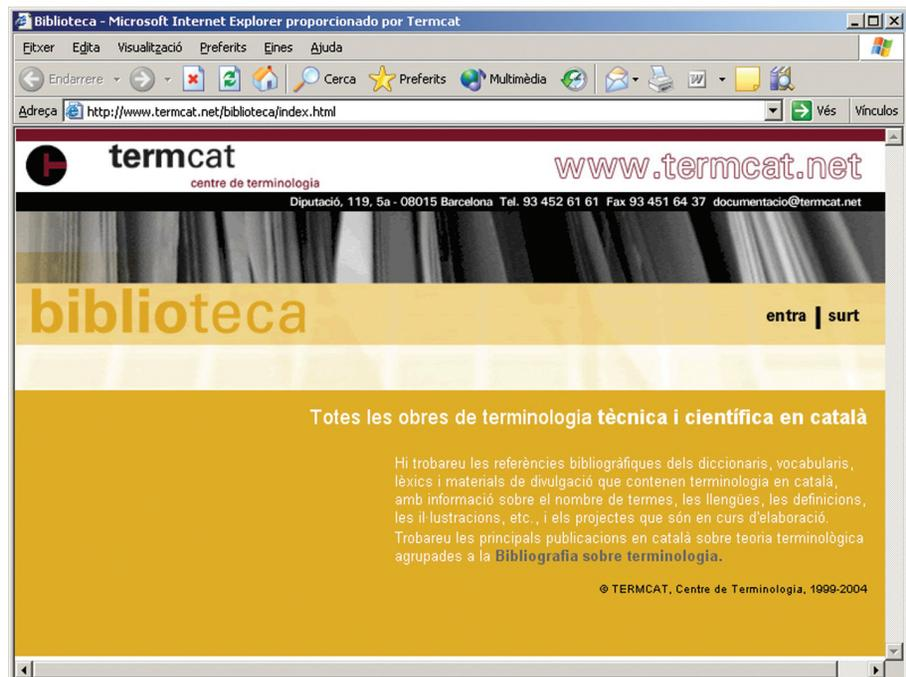 Biblioteca - Microsoft Internet Explorer proporcionado por Termcat
Fitxer Edita Visualització Preferits Eines Ajuda
Endarrere Cerca Preferits Multimèdia
Adreça http://www.termcat.net/biblioteca/index.html Vés Vínculos
termcat www.termcat.net
centre de terminologia
Diputació, 119, 5a - 08015 Barcelona Tel. 93 452 61 61 Fax 93 451 64 37 documentacio@termcat.net
biblioteca
entra | surt
Totes les obres de terminologia tècnica i científica en català
Hi trobareu les referències bibliogràfiques dels diccionaris, vocabularis,
lèxics i materials de divulgació que contenen terminologia en català,
amb informació sobre el nombre de termes, les llengües, les definicions,
les il·lustracions, etc., i els projectes que són en curs d'elaboració.
Trobareu les principals publicacions en català sobre teoria terminològica
agrupades a la Bibliografia sobre terminologia.
© TERMCAT, Centre de Terminologia, 1999-2004